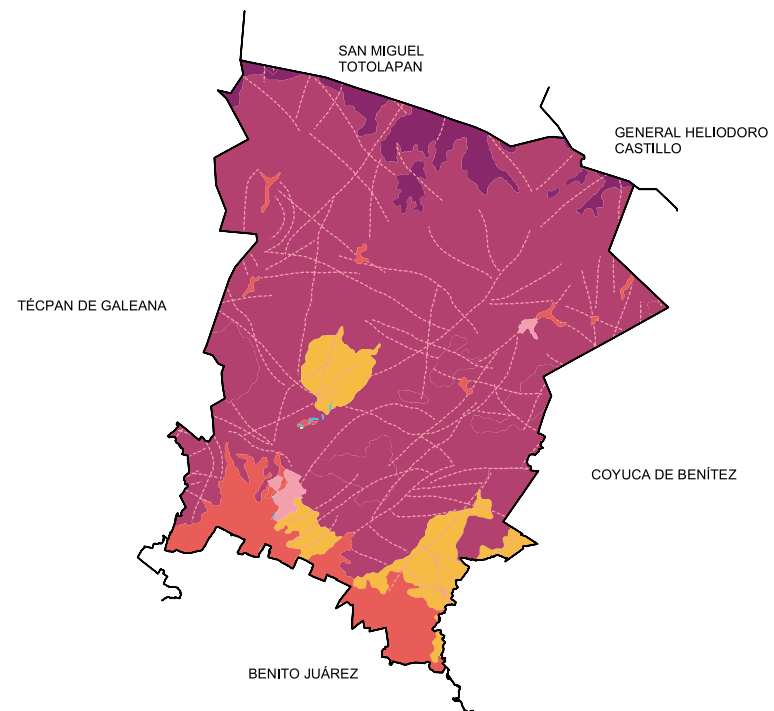 SAN MIGUEL
TOTOLAPAN
GENERAL HELIODORO
CASTILLO
TÉCPAN DE GALEANA
COYUCA DE BENÍTEZ
BENITO JUÁREZ